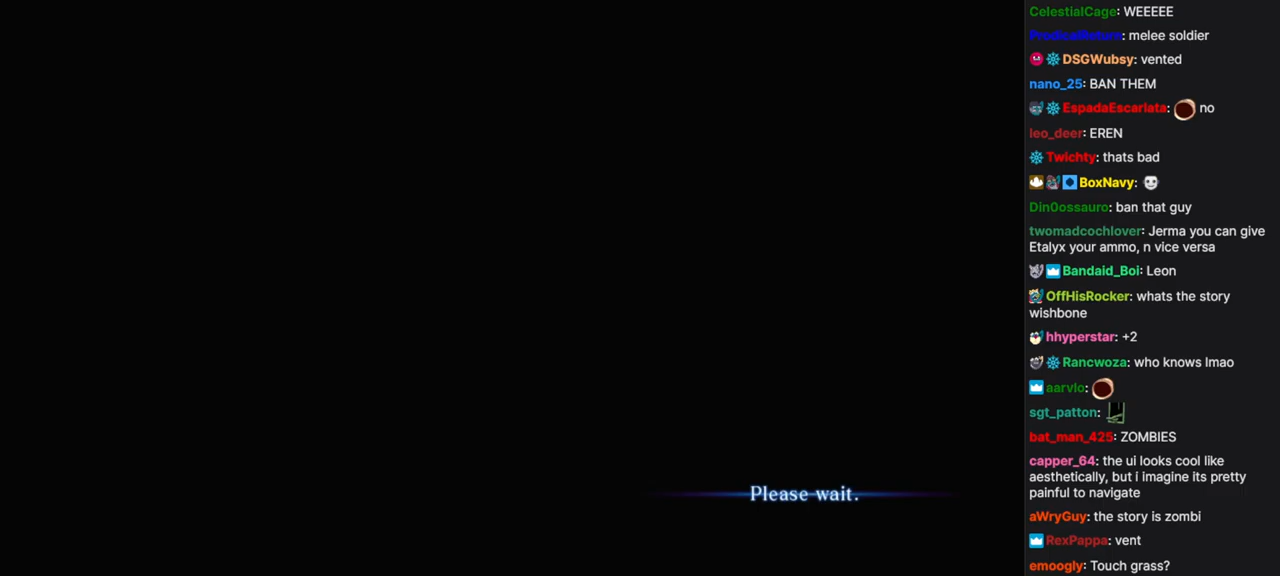 CelestialCage: WEEEEE
ProdigalReturn: melee soldier
DSGWubsy: vented
nano_25: BAN THEM
EspadaEscarlata: no
leo_deer: EREN
Twichty: thats bad
BoxNavy:
Din0ossauro: ban that guy
twomadcochlover: Jerma you can give
Etalyx your ammo, n vice versa
Bandaid_Boi: Leon
OffHisRocker: whats the story
wishbone
hhyperstar: +2
Rancwoza: who knows lmao
aarvlo:
sgt_patton:
bat_man_425: ZOMBIES
capper_64: the ui looks cool like
aesthetically, but i imagine its pretty
painful to navigate
Please wait.
aWryGuy: the story is zombi
RexPappa: vent
emoogly: Touch grass?